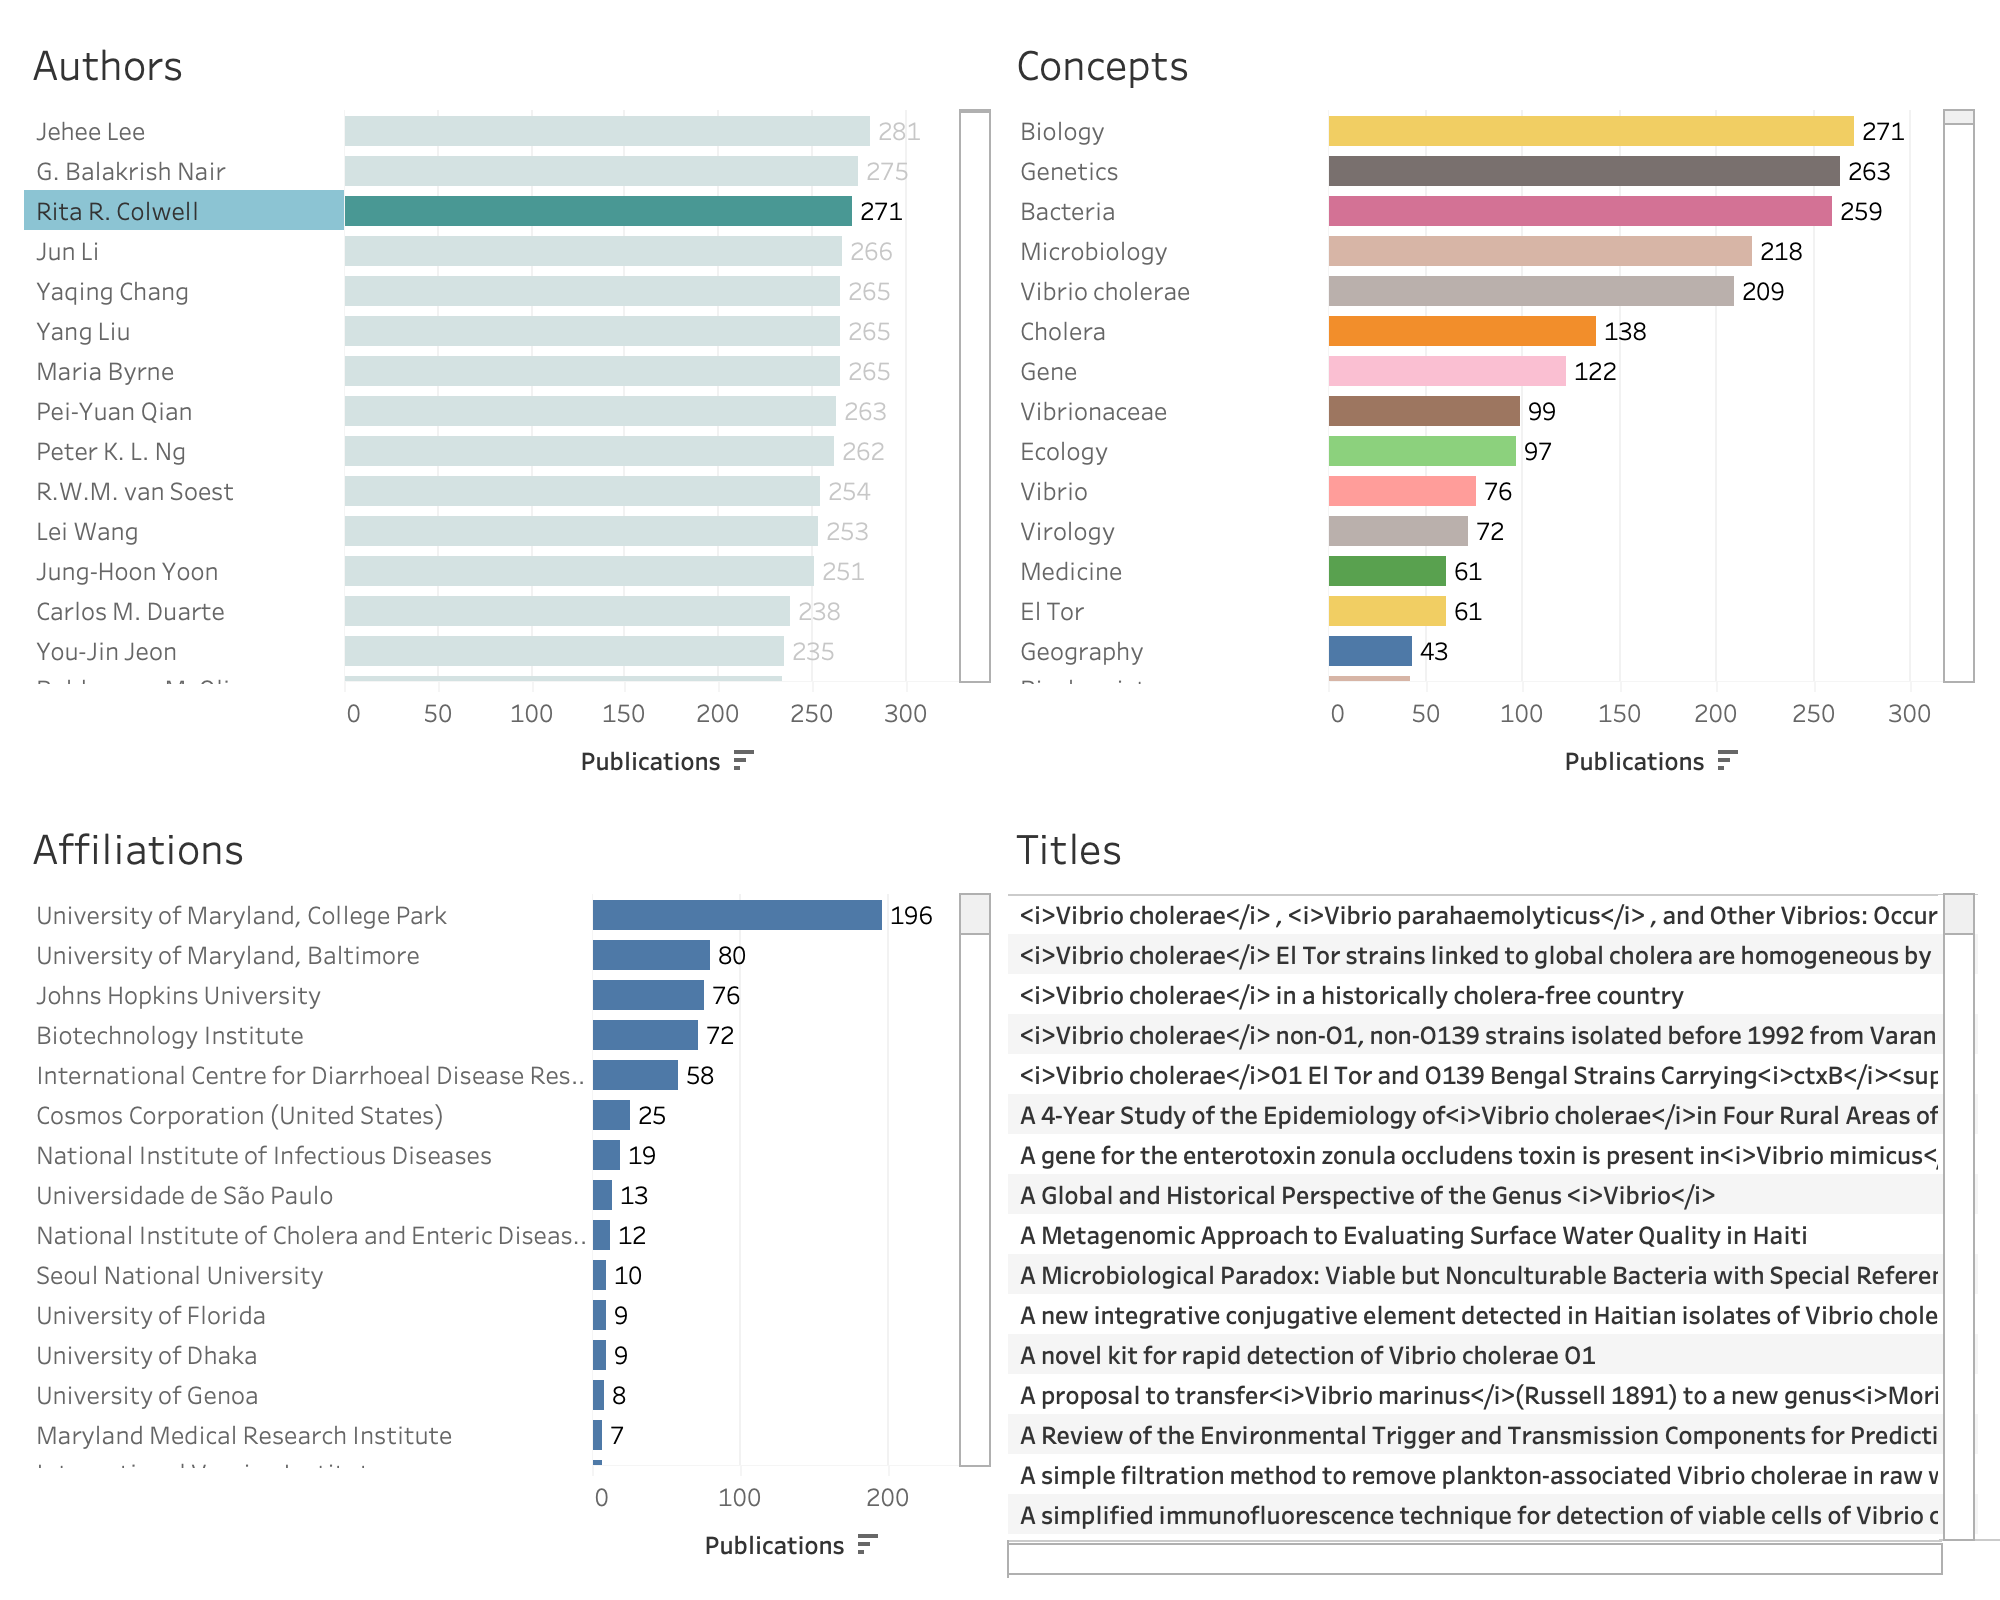 Authors
Jehee Lee 281
G. Balakrish Nair 275
Rita R. Colwell 271
Jun Li 266
Yaqing Chang 265
Yang Liu 265
Maria Byrne 265
Pei-Yuan Qian 263
Peter K. L. Ng 262
R.W.M. van Soest 254
Lei Wang 253
Jung-Hoon Yoon 251
Carlos M. Duarte 238
You-Jin Jeon 235
0 50 100 150 200 250 300
Publications
Concepts
Biology 271
Genetics 263
Bacteria 259
Microbiology 218
Vibrio cholerae 209
Cholera 138
Gene 122
Vibrionaceae 99
Ecology 97
Vibrio 76
Virology 72
Medicine 61
El Tor 61
Geography 43
0 50 100 150 200 250 300
Publications
Affiliations
University of Maryland, College Park 196
University of Maryland, Baltimore 80
Johns Hopkins University 76
Biotechnology Institute 72
International Centre for Diarrhoeal Disease Res.. 58
Cosmos Corporation (United States) 25
National Institute of Infectious Diseases 19
Universidade de São Paulo 13
National Institute of Cholera and Enteric Diseas.. 12
Seoul National University 10
University of Florida 9
University of Dhaka 9
University of Genoa 8
Maryland Medical Research Institute 7
0 100 200
Publications
Titles
<i>Vibrio cholerae</i> , <i>Vibrio parahaemolyticus</i> , and Other Vibrios: Occur
<i>Vibrio cholerae</i> El Tor strains linked to global cholera are homogeneous by
<i>Vibrio cholerae</i> in a historically cholera-free country
<i>Vibrio cholerae</i> non-O1, non-O139 strains isolated before 1992 from Varan
<i>Vibrio cholerae</i>O1 El Tor and O139 Bengal Strains Carrying<i>ctxB</i><sup
A 4-Year Study of the Epidemiology of<i>Vibrio cholerae</i>in Four Rural Areas of
A gene for the enterotoxin zonula occludens toxin is present in<i>Vibrio mimicus</
A Global and Historical Perspective of the Genus <i>Vibrio</i>
A Metagenomic Approach to Evaluating Surface Water Quality in Haiti
A Microbiological Paradox: Viable but Nonculturable Bacteria with Special Referen
A new integrative conjugative element detected in Haitian isolates of Vibrio chole
A novel kit for rapid detection of Vibrio cholerae O1
A proposal to transfer<i>Vibrio marinus</i>(Russell 1891) to a new genus<i>Mori
A Review of the Environmental Trigger and Transmission Components for Predicti
A simple filtration method to remove plankton-associated Vibrio cholerae in raw w
A simplified immunofluorescence technique for detection of viable cells of Vibrio c